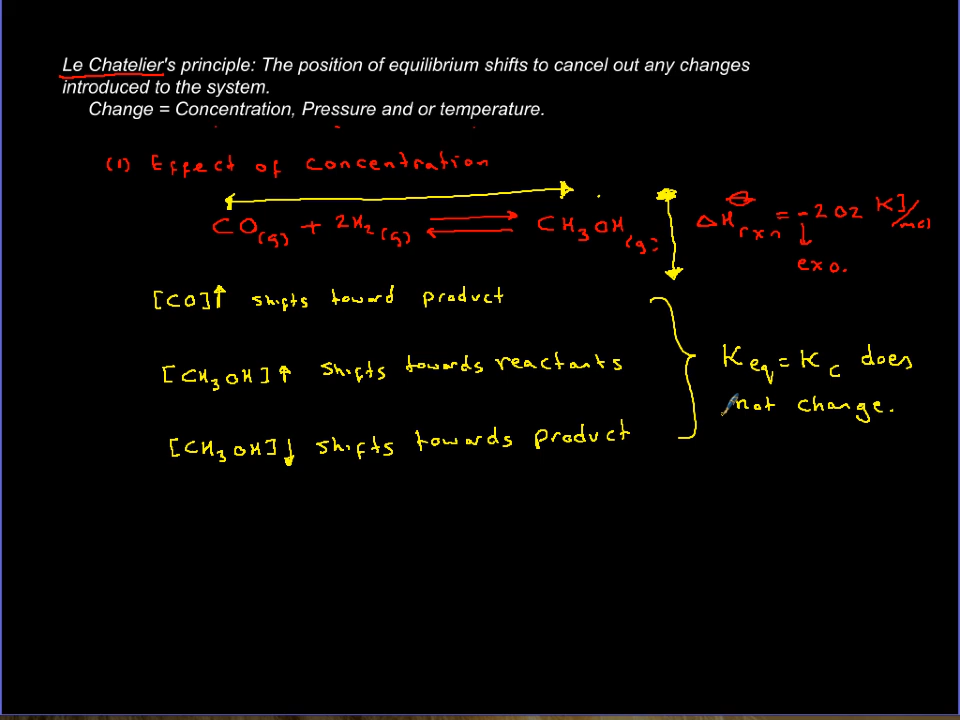 Le Chatelier's principle: The position of equilibrium shifts to cancel out any changes
introduced to the system.
Change = Concentration, Pressure and or temperature.
(1) Effect of concentration
CO(g) + 2H₂(g) ⇌ CH₃OH(g) ΔH°rxn = -202 KJ/mol
↓
exo.
[CO]↑ shifts toward product
[CH₃OH]↑ shifts towards reactants
[CH₃OH]↓ shifts towards product
Keq = Kc does
not change.